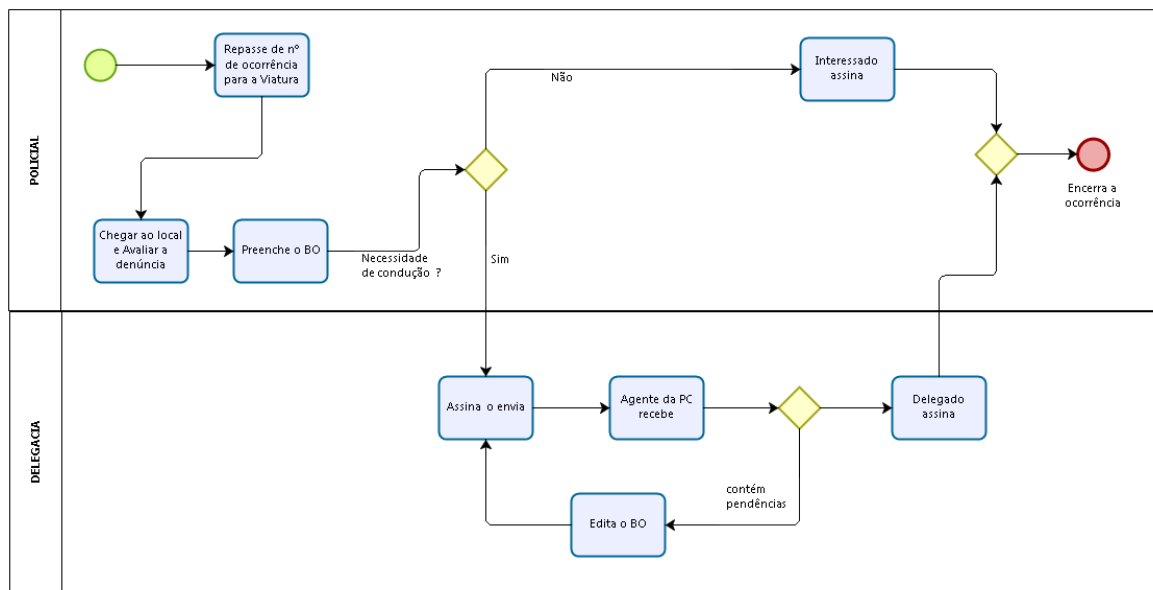 POLICIAL
Repasse de nº
de ocorrência
para a Viatura
Chegar ao local
e Avaliar a
denúncia
Preenche o BO
Necessidade
de condução ?
Não
Sim
Interessado
assina
Encerra a
ocorrência
DELEGACIA
Assina o envia
Agente da PC
recebe
contém
pendências
Edita o BO
Delegado
assina